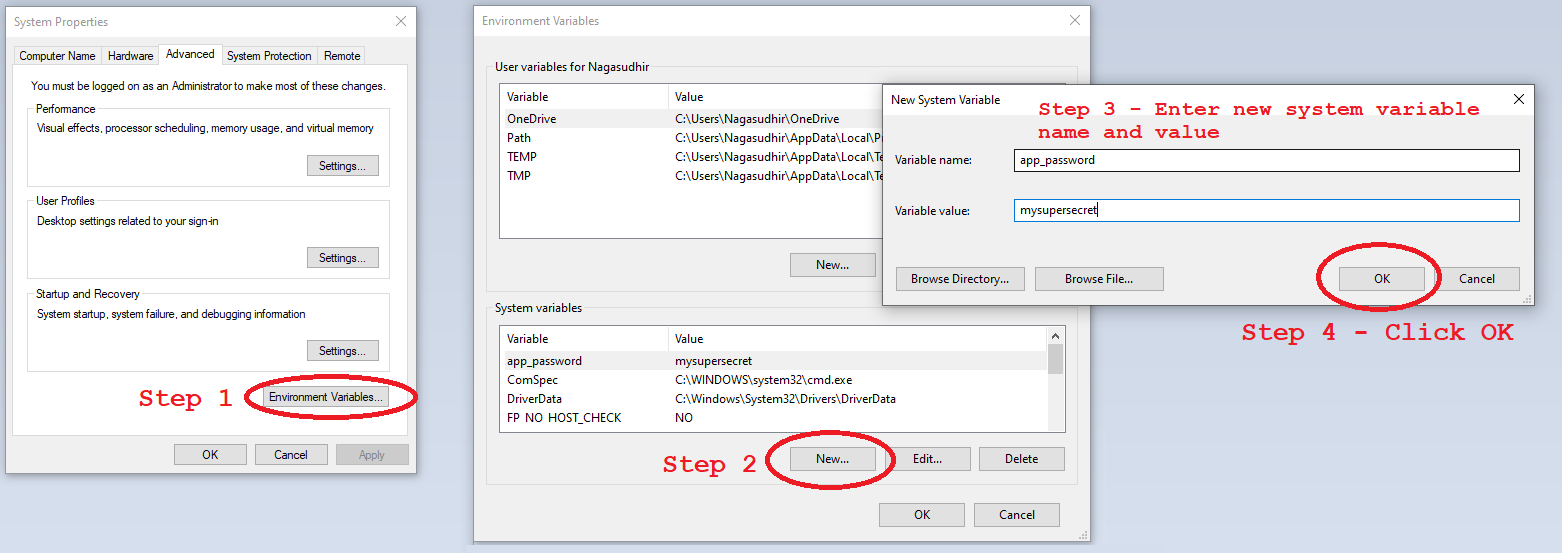 System Properties
Computer Name Hardware Advanced System Protection Remote
You must be logged on as an Administrator to make most of these changes.
Performance
Visual effects, processor scheduling, memory usage, and virtual memory
Settings...
User Profiles
Desktop settings related to your sign-in
Settings...
Startup and Recovery
System startup, system failure, and debugging information
Settings...
Step 1
Environment Variables...
OK Cancel Apply
Environment Variables
User variables for Nagasudhir
Variable Value
OneDrive C:\Users\Nagasudhir\OneDrive
Path C:\Users\Nagasudhir\AppData\Local\Pr
TEMP C:\Users\Nagasudhir\AppData\Local\Te
TMP C:\Users\Nagasudhir\AppData\Local\Te
New...
System variables
Variable Value
app_password mysupersecret
ComSpec C:\WINDOWS\system32\cmd.exe
DriverData C:\Windows\System32\Drivers\DriverData
FP_NO_HOST_CHECK NO
Step 2
New... Edit... Delete
OK Cancel
New System Variable
Step 3 - Enter new system variable
name and value
Variable name: app_password
Variable value: mysupersecret
Browse Directory... Browse File... OK Cancel
Step 4 - Click OK